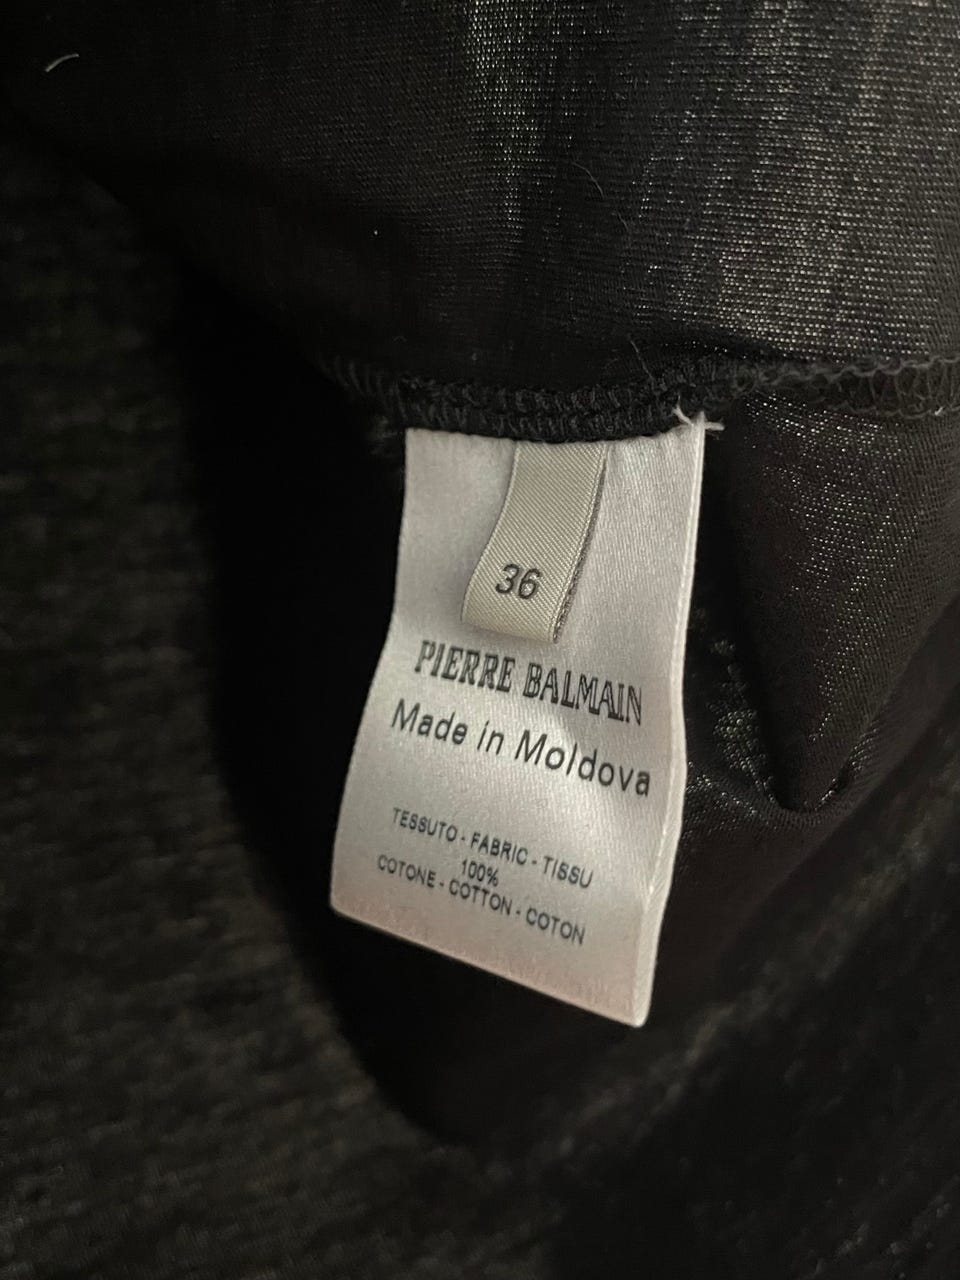 36
PIERRE BALMAIN
Made in Moldova
TESSUTO - FABRIC - TISSU
100%
COTONE - COTTON - COTON